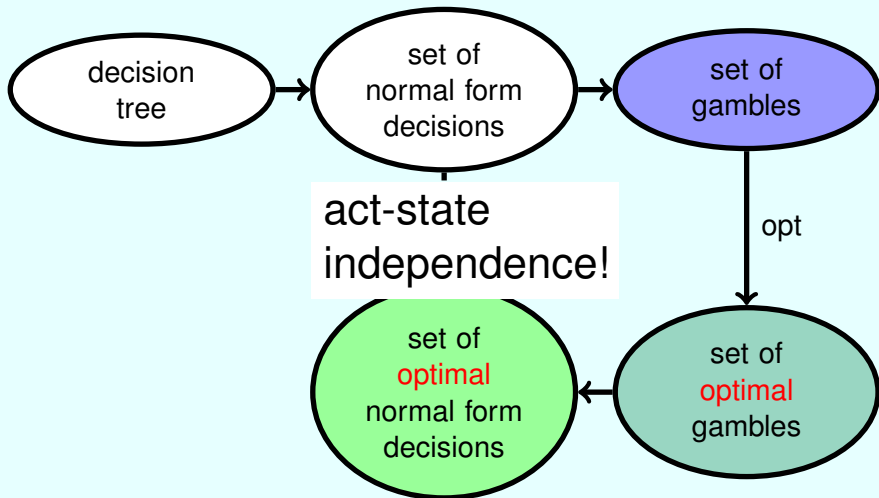 decision
tree
set of
normal form
decisions
set of
gambles
act-state
independence!
opt
set of
optimal
normal form
decisions
set of
optimal
gambles